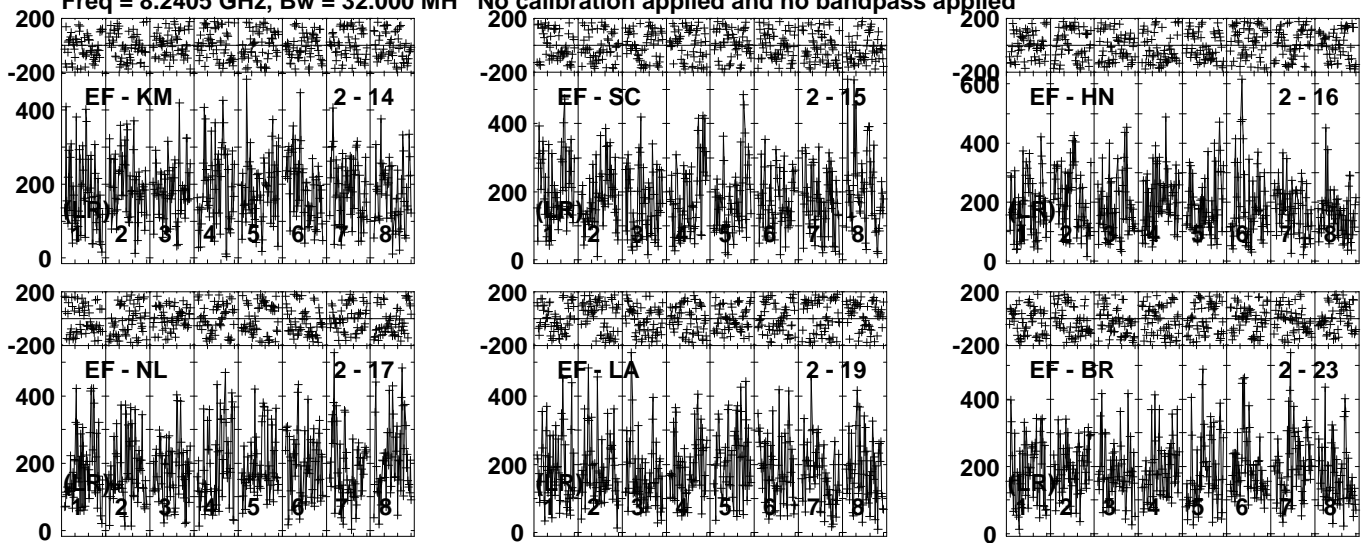 Freq = 8.2405 GHz, Bw = 32.000 MH No calibration applied and no bandpass applied
200
-200
EF - KM 2 - 14
400
200
(LR)
0
1 2 3 4 5 6 7 8
200
-200
EF - SC 2 - 15
400
200
(LR)
0
1 2 3 4 5 6 7 8
200
-200
600
EF - HN 2 - 16
400
200
(LR)
0
1 2 3 4 5 6 7 8
200
-200
EF - NL 2 - 17
400
200
(LR)
0
1 2 3 4 5 6 7 8
200
-200
EF - LA 2 - 19
400
200
(LR)
0
1 2 3 4 5 6 7 8
200
-200
EF - BR 2 - 23
400
200
(LR)
0
1 2 3 4 5 6 7 8